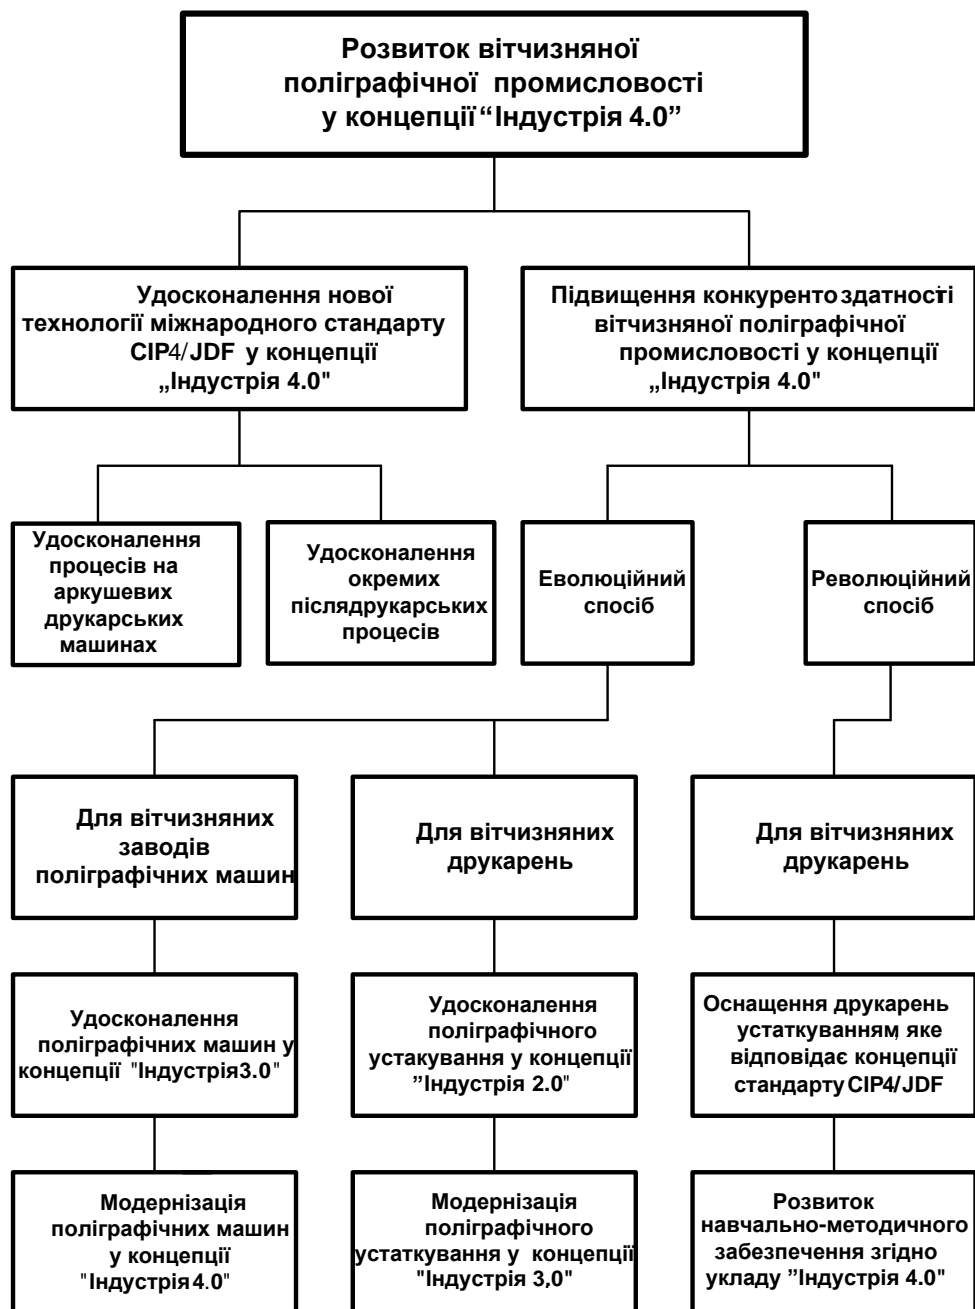 Розвиток вітчизняної
поліграфічної промисловості
у концепції “Індустрія 4.0”
Удосконалення нової
технології міжнародного стандарту
CIP4/JDF у концепції
„Індустрія 4.0"
Підвищення конкурентоздатності
вітчизняної поліграфічної
промисловості у концепції
„Індустрія 4.0"
Удосконалення
процесів на
аркушевих
друкарських
машинах
Удосконалення
окремих
післядрукарських
процесів
Еволюційний
спосіб
Революційний
спосіб
Для вітчизняних
заводів
поліграфічних машин
Для вітчизняних
друкарень
Для вітчизняних
друкарень
Удосконалення
поліграфічних машин у
концепції "Індустрія3.0"
Удосконалення
поліграфічного
устакування у концепції
”Індустрія 2.0"
Оснащення друкарень
устаткуванням, яке
відповідає концепції
стандарту CIP4/JDF
Модернізація
поліграфічних машин
у концепції
"Індустрія 4.0"
Модернізація
поліграфічного
устаткування у концепції
"Індустрія 3,0"
Розвиток
навчально-методичного
забезпечення згідно
укладу ”Індустрія 4.0"